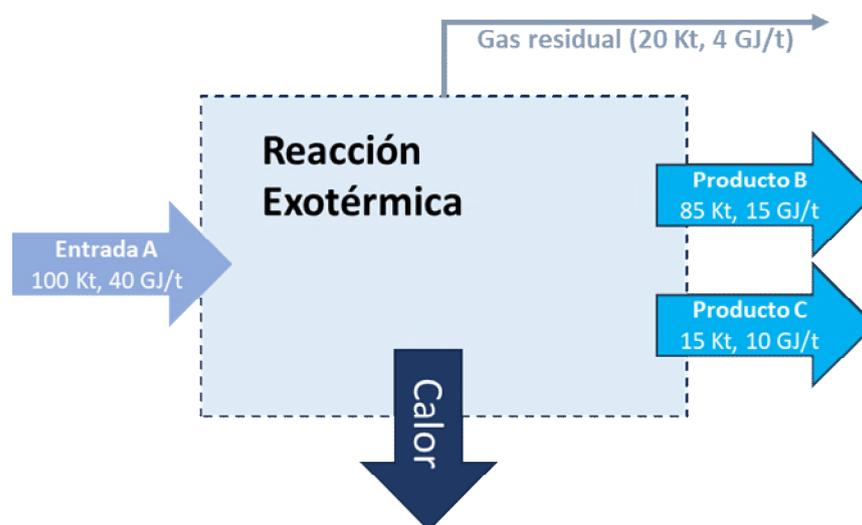 Gas residual (20 Kt, 4 GJ/t)
Reacción
Exotérmica
Entrada A
100 Kt, 40 GJ/t
Producto B
85 Kt, 15 GJ/t
Producto C
15 Kt, 10 GJ/t
Calor